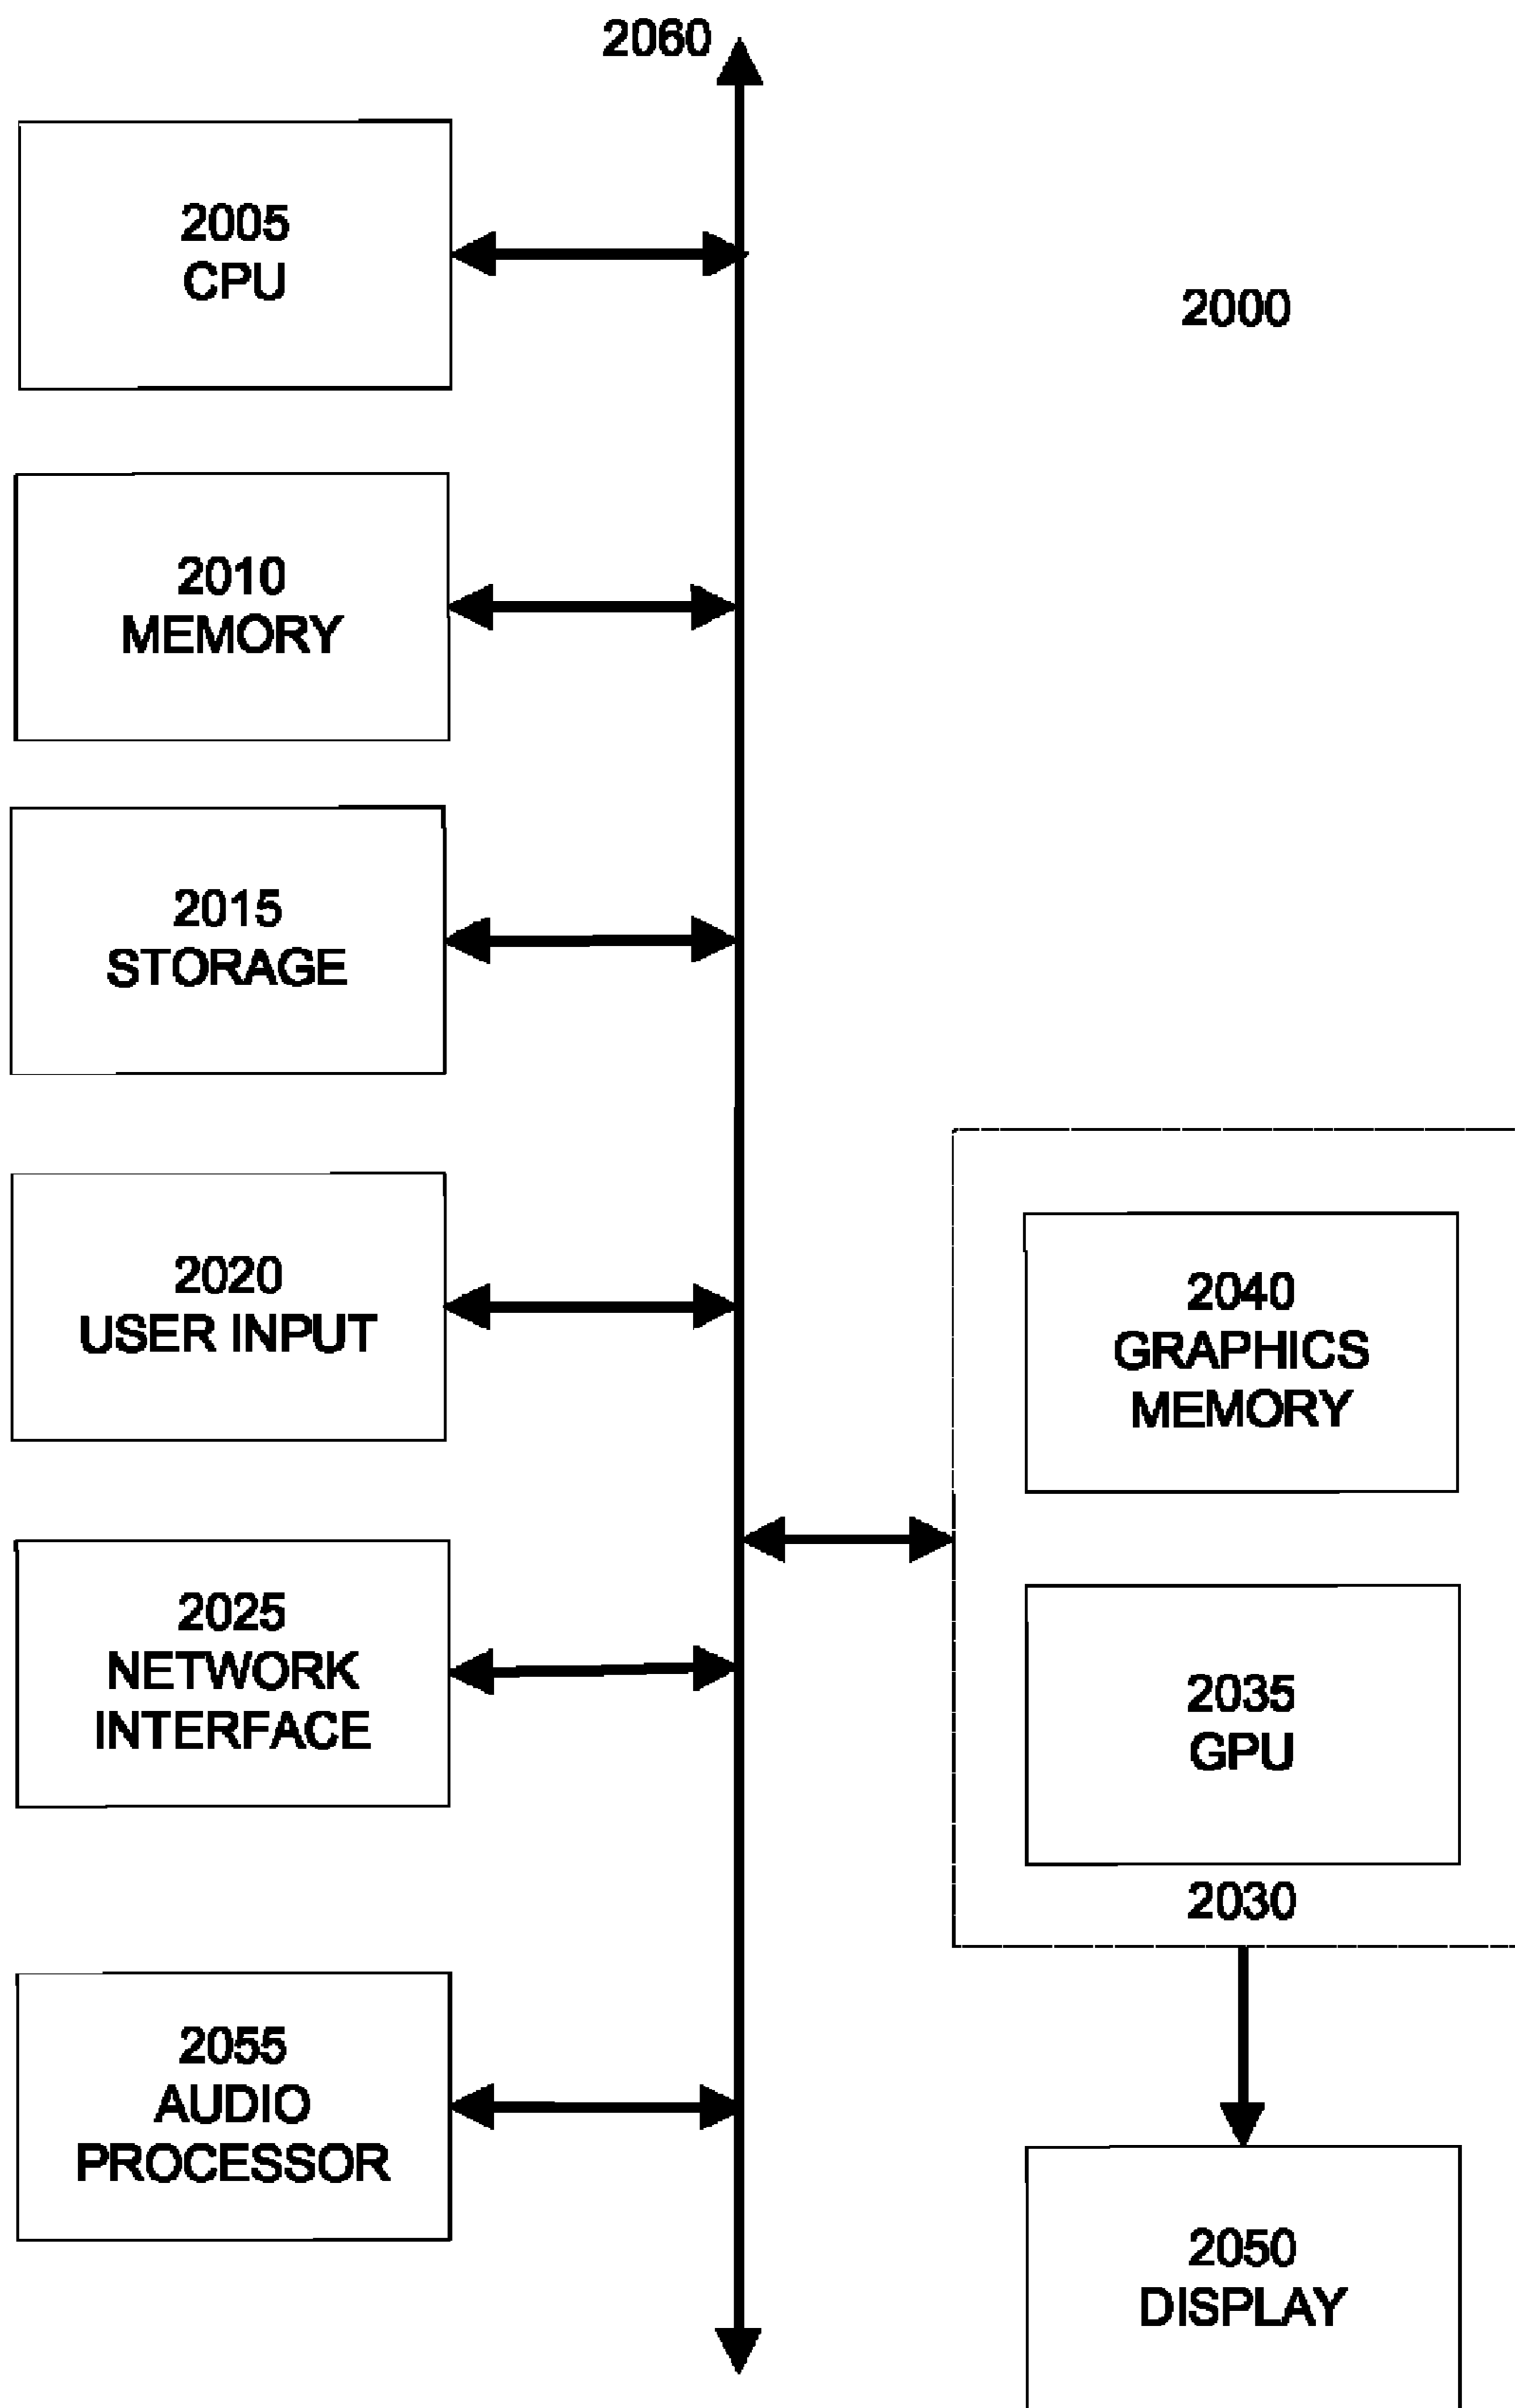 2060
2005
CPU
2000
2010
MEMORY
2015
STORAGE
2020
USER INPUT
2040
GRAPHICS
MEMORY
2025
NETWORK
INTERFACE
2035
GPU
2030
2055
AUDIO
PROCESSOR
2050
DISPLAY